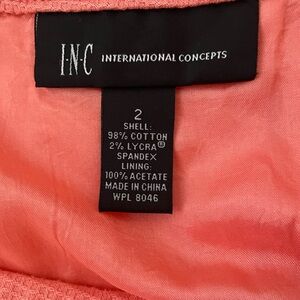 I·N·C INTERNATIONAL CONCEPTS
2
SHELL:
98% COTTON
2% LYCRA®
SPANDEX
LINING:
100% ACETATE
MADE IN CHINA
WPL 8046